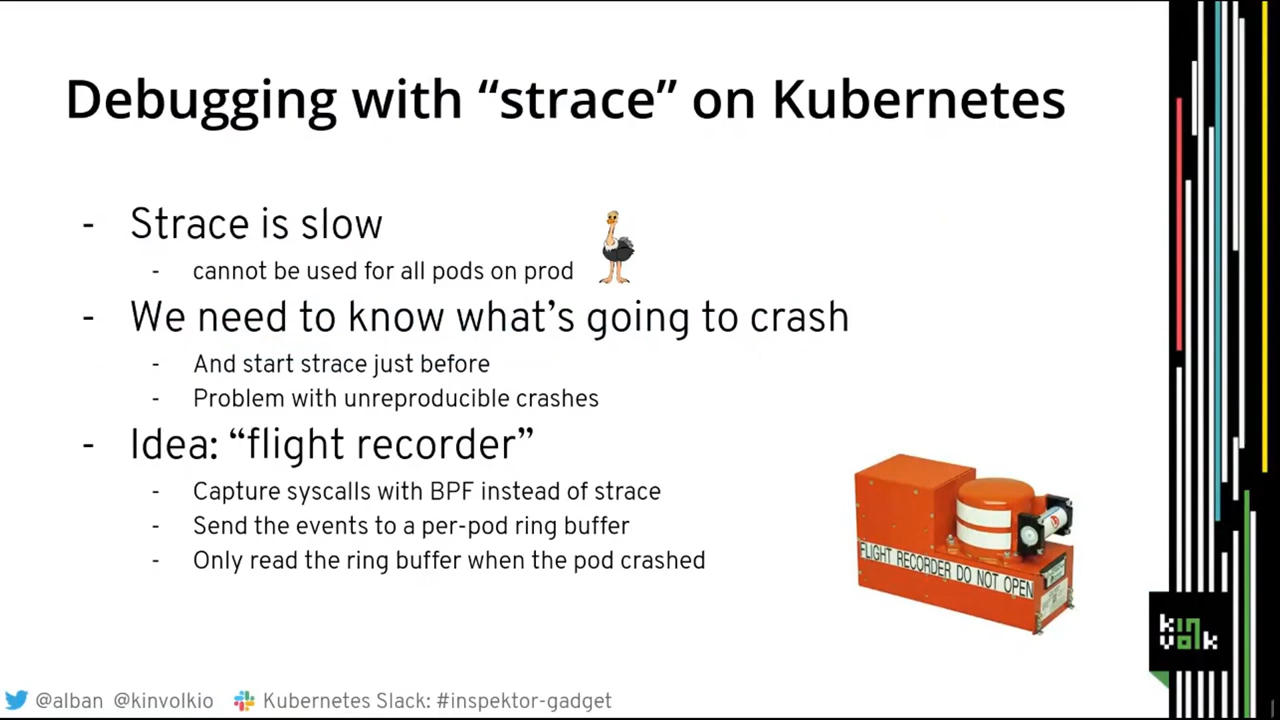 Debugging with “strace” on Kubernetes
- Strace is slow
- cannot be used for all pods on prod
- We need to know what’s going to crash
- And start strace just before
- Problem with unreproducible crashes
- Idea: “flight recorder”
- Capture syscalls with BPF instead of strace
- Send the events to a per-pod ring buffer
- Only read the ring buffer when the pod crashed
FLIGHT RECORDER DO NOT OPEN
kin
volk
@alban @kinvolkio Kubernetes Slack: #inspektor-gadget